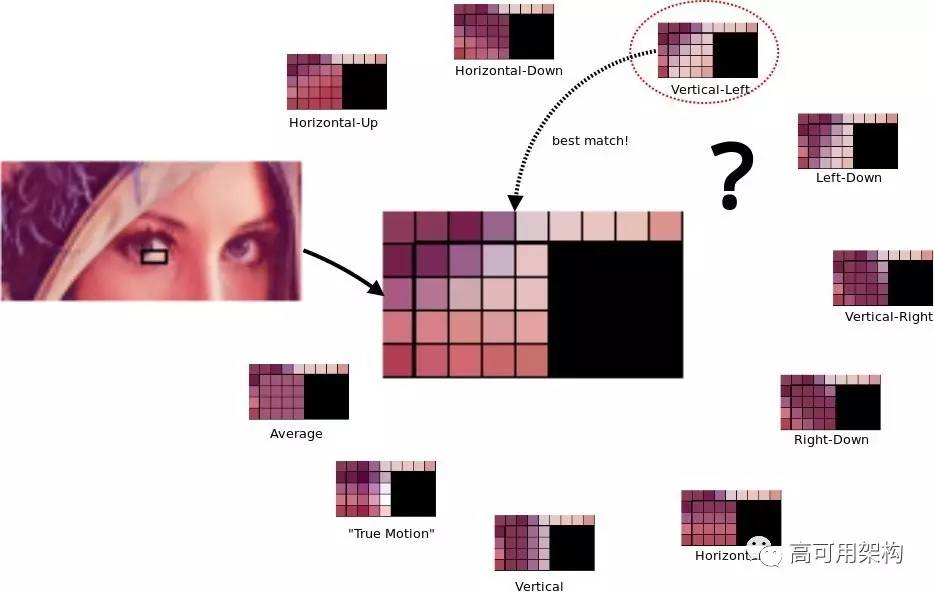 Horizontal-Down
Vertical-Left
Horizontal-Up
best match!
?
Left-Down
Vertical-Right
Average
Right-Down
"True Motion"
Vertical
高可用架构